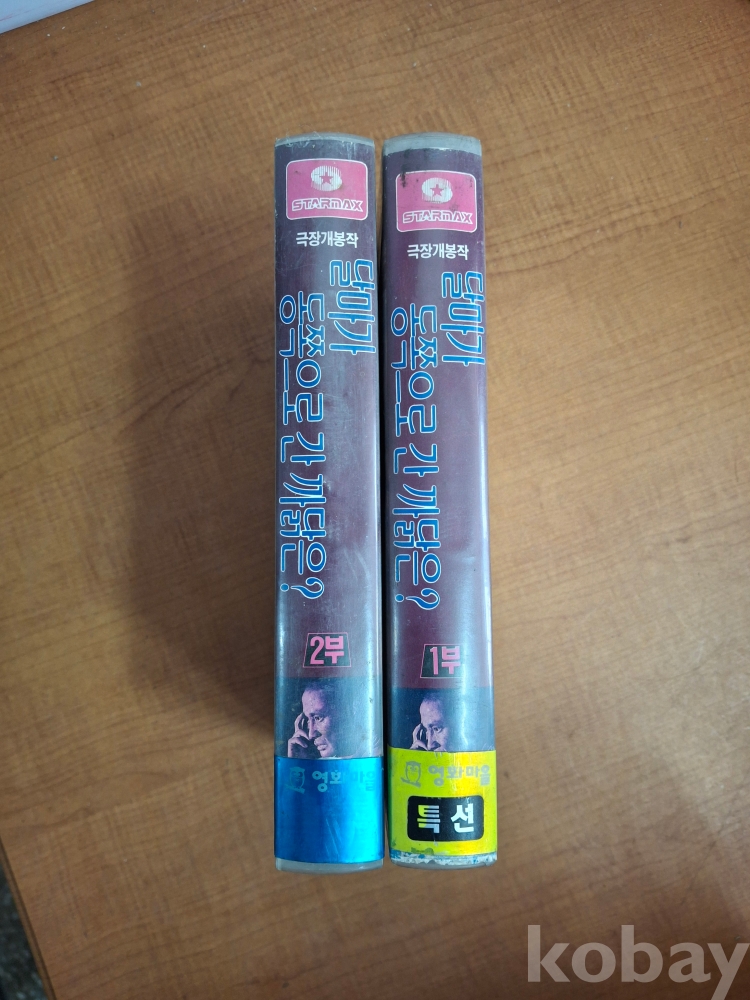 STARMAX
극장개봉작
달마가
동쪽으로 간 까닭은?
2부
영화마을
STARMAX
극장개봉작
달마가
동쪽으로 간 까닭은?
1부
영화마을
특선
kobay